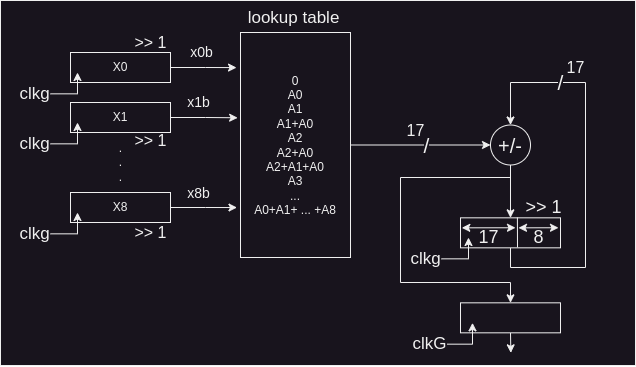 lookup table
>> 1
X0
x0b
clkg
X1
x1b
clkg
>> 1
.
.
.
X8
x8b
clkg
>> 1
0
A0
A1
A1+A0
A2
A2+A0
A2+A1+A0
A3
...
A0+A1+ ... +A8
17
17
+/-
>> 1
17
8
clkg
clkG